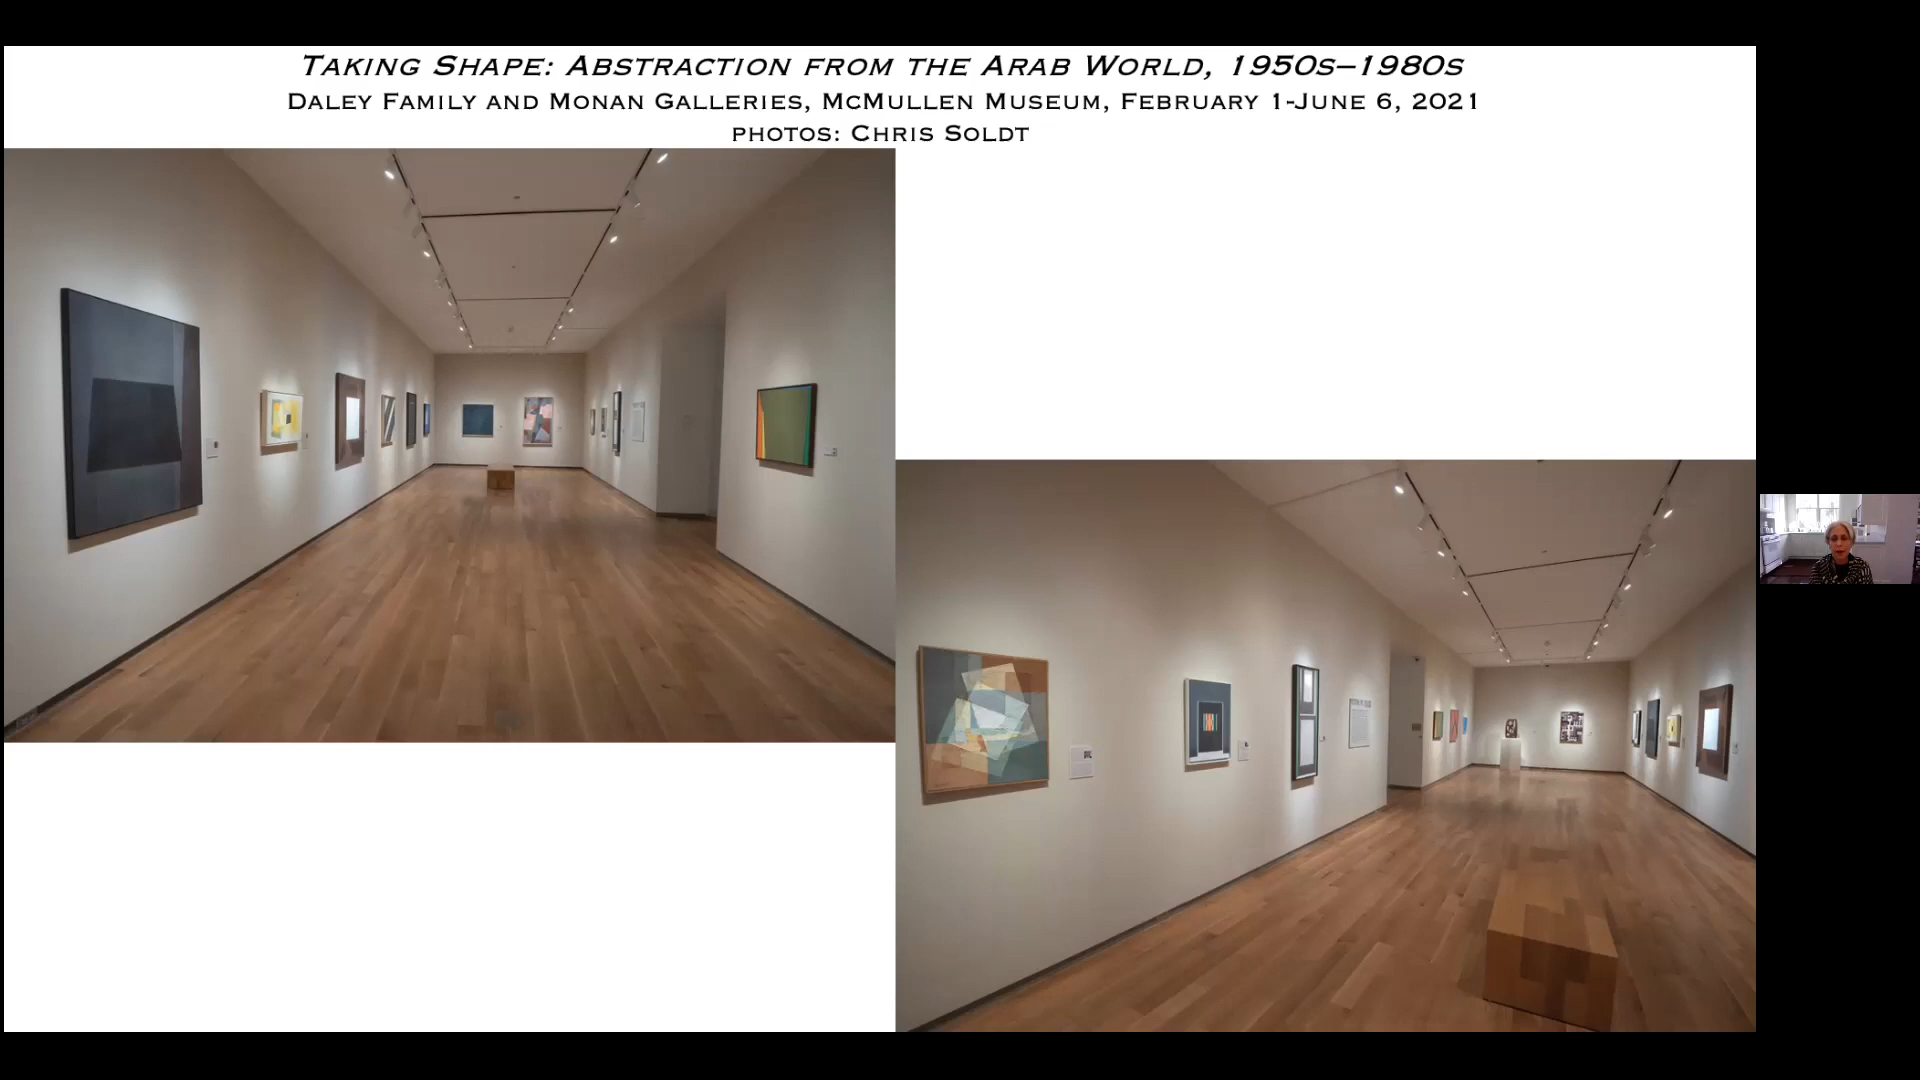 Taking Shape: Abstraction from the Arab World, 1950s–1980s
Daley Family and Monan Galleries, McMullen Museum, February 1-June 6, 2021
photos: Chris Soldt